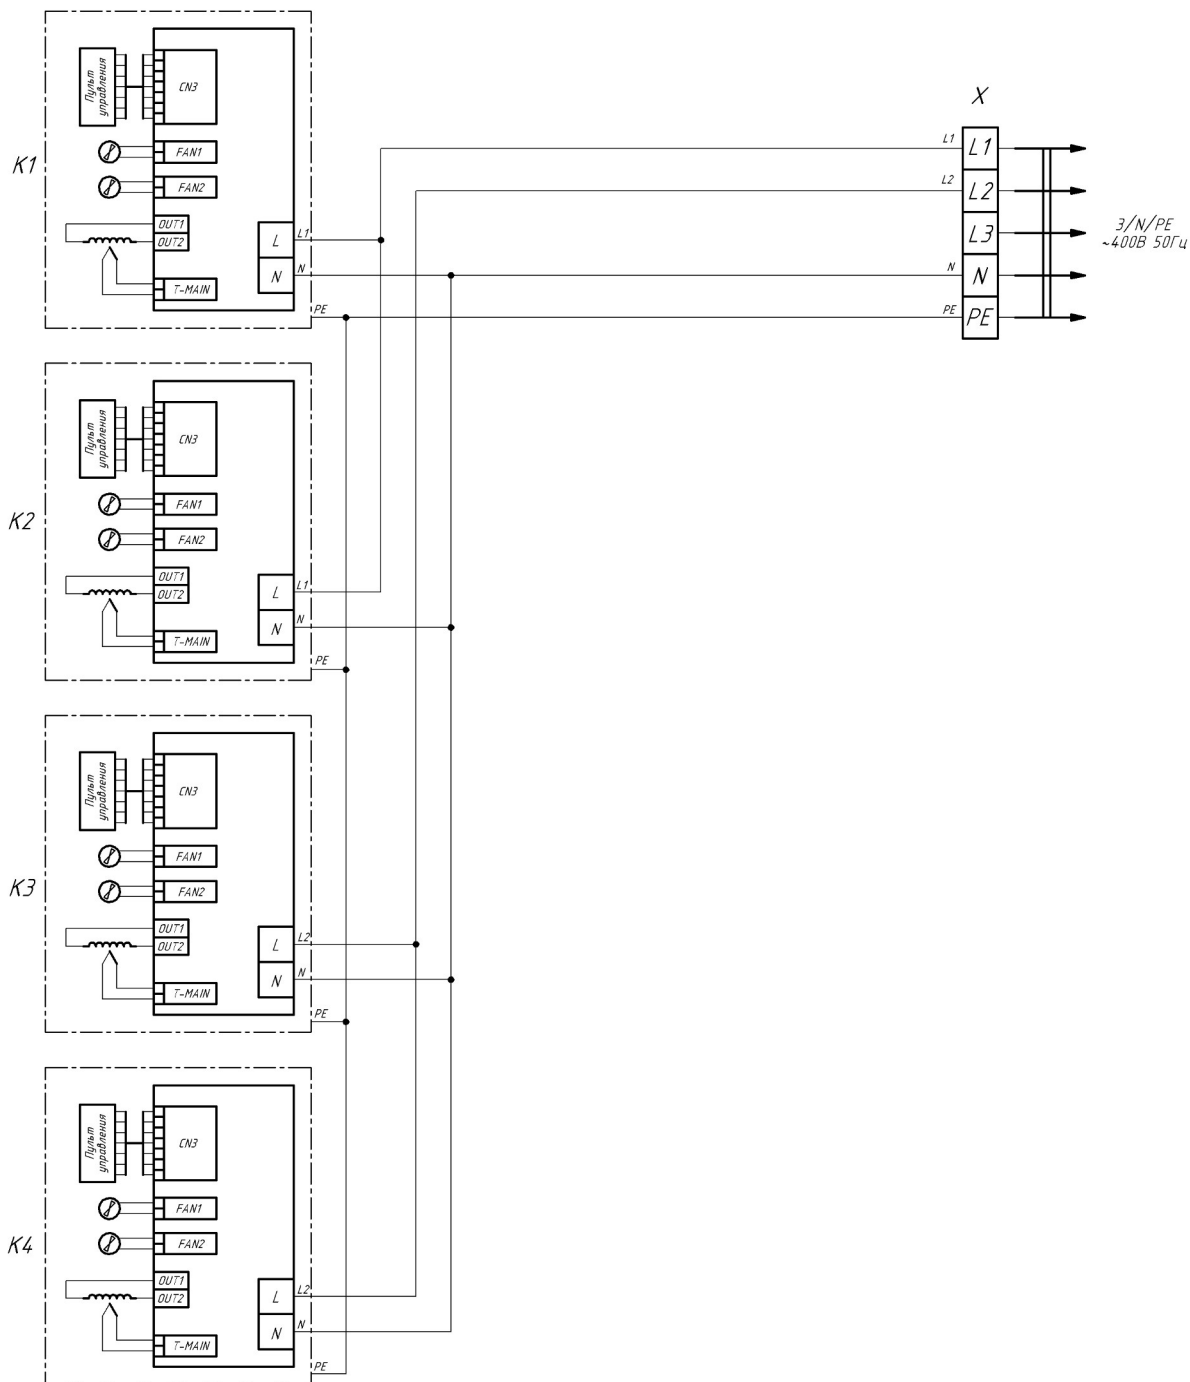 K1
Пульт
управления
CN3
FAN1
FAN2
OUT1
OUT2
T-MAIN
L
N
L1
N
PE
X
L1
L2
N
PE
L1
L2
L3
N
PE
3/N/PE
~400В 50Гц
K2
Пульт
управления
CN3
FAN1
FAN2
OUT1
OUT2
T-MAIN
L
N
L1
N
PE
K3
Пульт
управления
CN3
FAN1
FAN2
OUT1
OUT2
T-MAIN
L
N
L2
N
PE
K4
Пульт
управления
CN3
FAN1
FAN2
OUT1
OUT2
T-MAIN
L
N
L2
N
PE